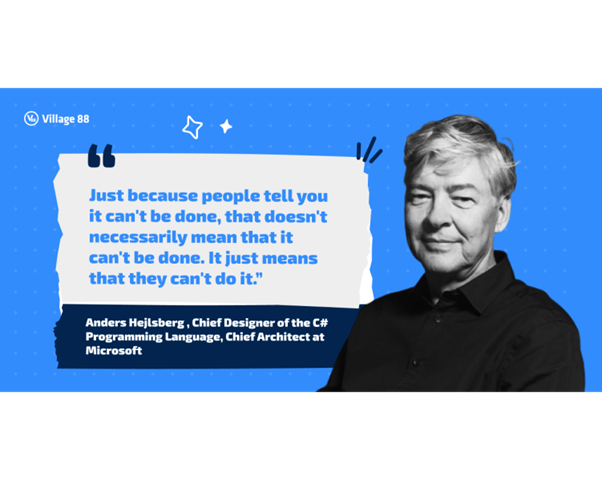 Village 88
“
Just because people tell you
it can't be done, that doesn't
necessarily mean that it
can't be done. It just means
that they can't do it.”
Anders Hejlsberg , Chief Designer of the C#
Programming Language, Chief Architect at
Microsoft